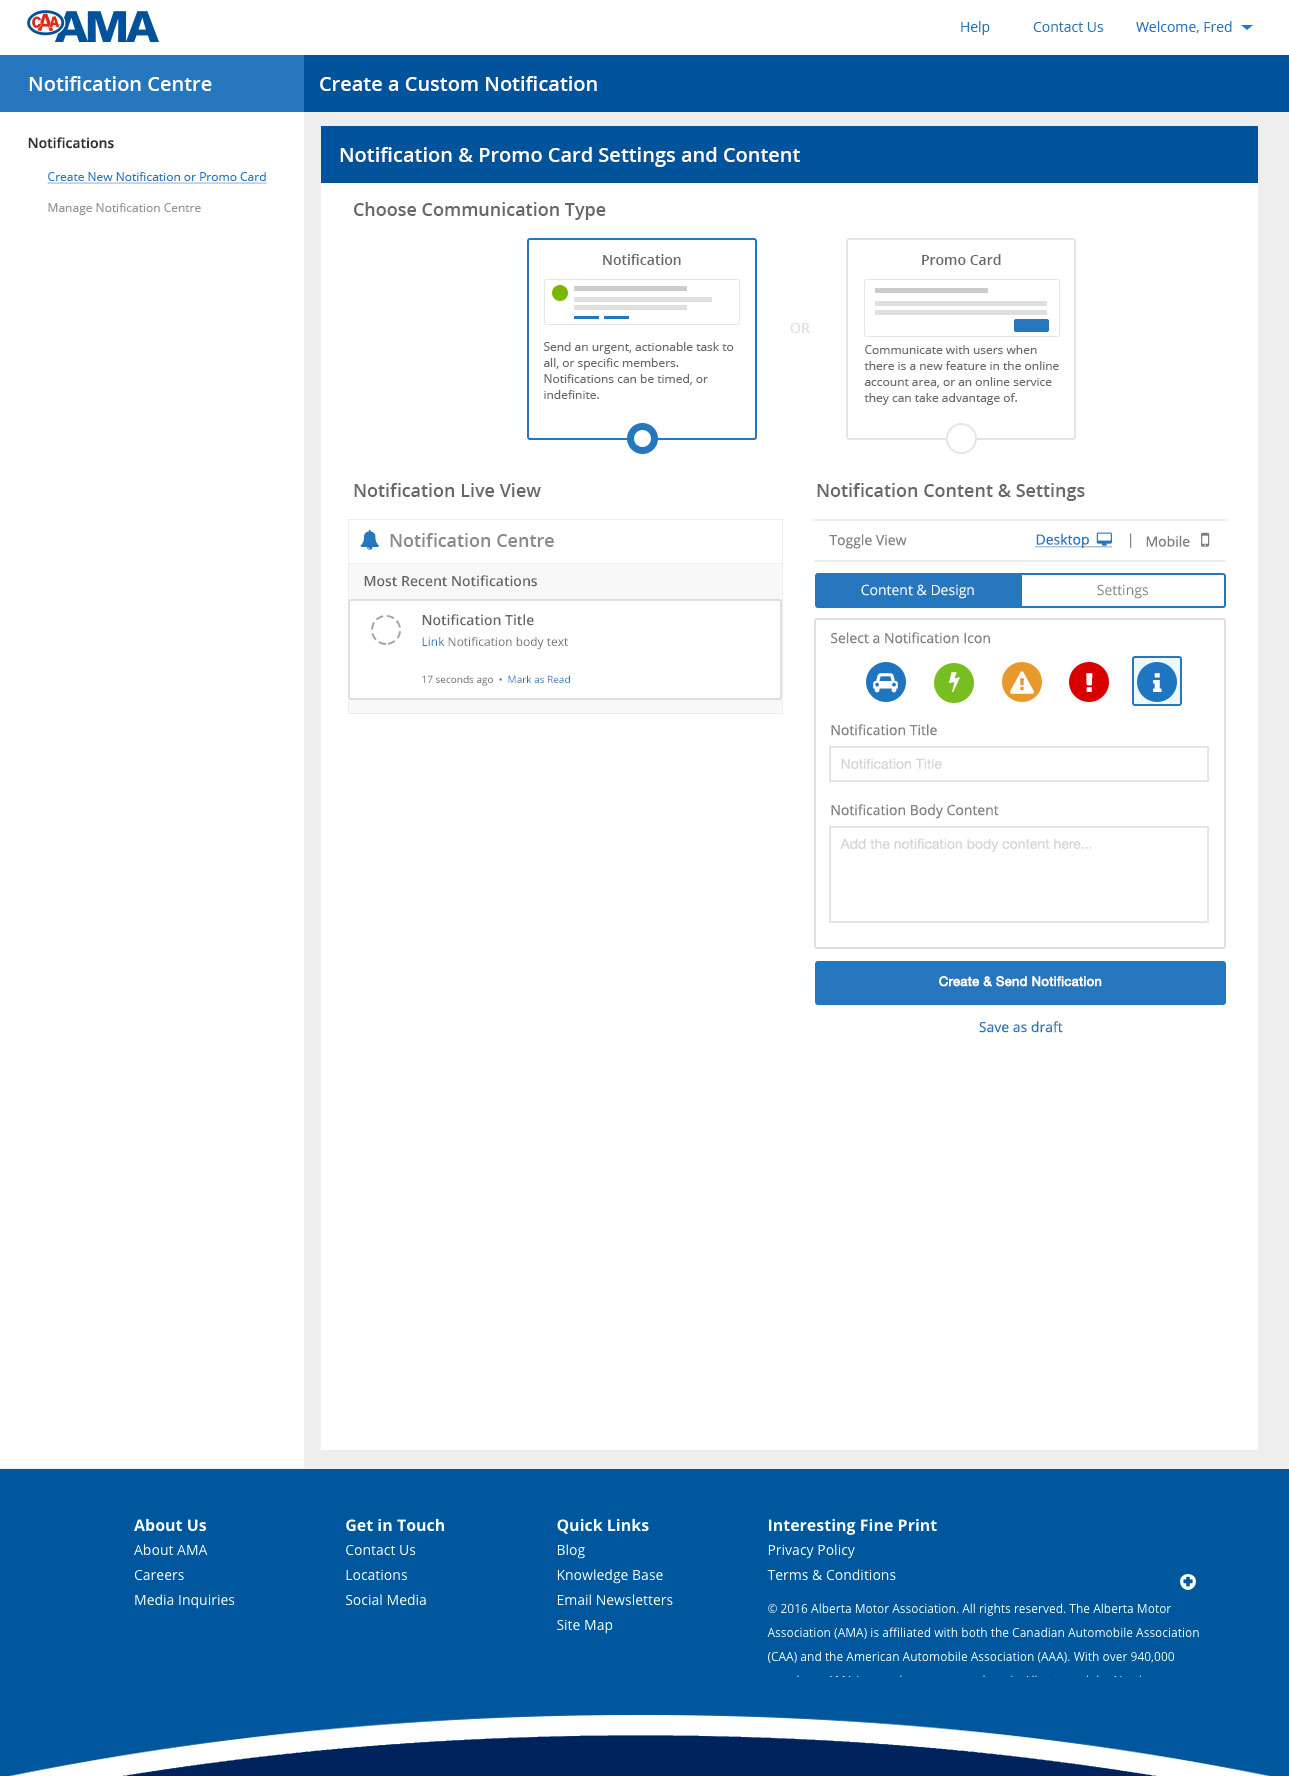 CAA AMA
Help
Contact Us
Welcome, Fred
Notification Centre
Create a Custom Notification
Notifications
Create New Notification or Promo Card
Manage Notification Centre
Notification & Promo Card Settings and Content
Choose Communication Type
Notification
Send an urgent, actionable task to
all, or specific members.
Notifications can be timed, or
indefinite.
OR
Promo Card
Communicate with users when
there is a new feature in the online
account area, or an online service
they can take advantage of.
Notification Live View
Notification Centre
Most Recent Notifications
Notification Title
Link Notification body text
17 seconds ago • Mark as Read
Notification Content & Settings
Toggle View
Desktop | Mobile
Content & Design
Settings
Select a Notification Icon
Notification Title
Notification Title
Notification Body Content
Add the notification body content here...
Create & Send Notification
Save as draft
About Us
About AMA
Careers
Media Inquiries
Get in Touch
Contact Us
Locations
Social Media
Quick Links
Blog
Knowledge Base
Email Newsletters
Site Map
Interesting Fine Print
Privacy Policy
Terms & Conditions
© 2016 Alberta Motor Association. All rights reserved. The Alberta Motor
Association (AMA) is affiliated with both the Canadian Automobile Association
(CAA) and the American Automobile Association (AAA). With over 940,000